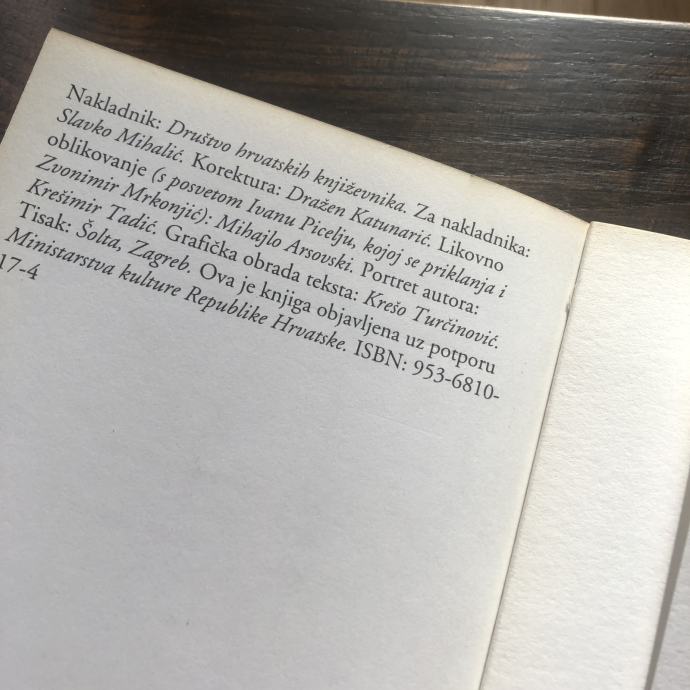 Nakladnik: Društvo hrvatskih književnika. Za nakladnika:
Slavko Mihalić. Korektura: Dražen Katunarić. Likovno
oblikovanje (s posvetom Ivanu Picelju, kojoj se priklanja i
Zvonimir Mrkonjić): Mihajlo Arsovski. Portret autora:
Krešimir Tadić. Grafička obrada teksta: Krešo Turčinović.
Tisak: Šolta, Zagreb. Ova je knjiga objavljena uz potporu
Ministarstva kulture Republike Hrvatske. ISBN: 953-6810-
17-4